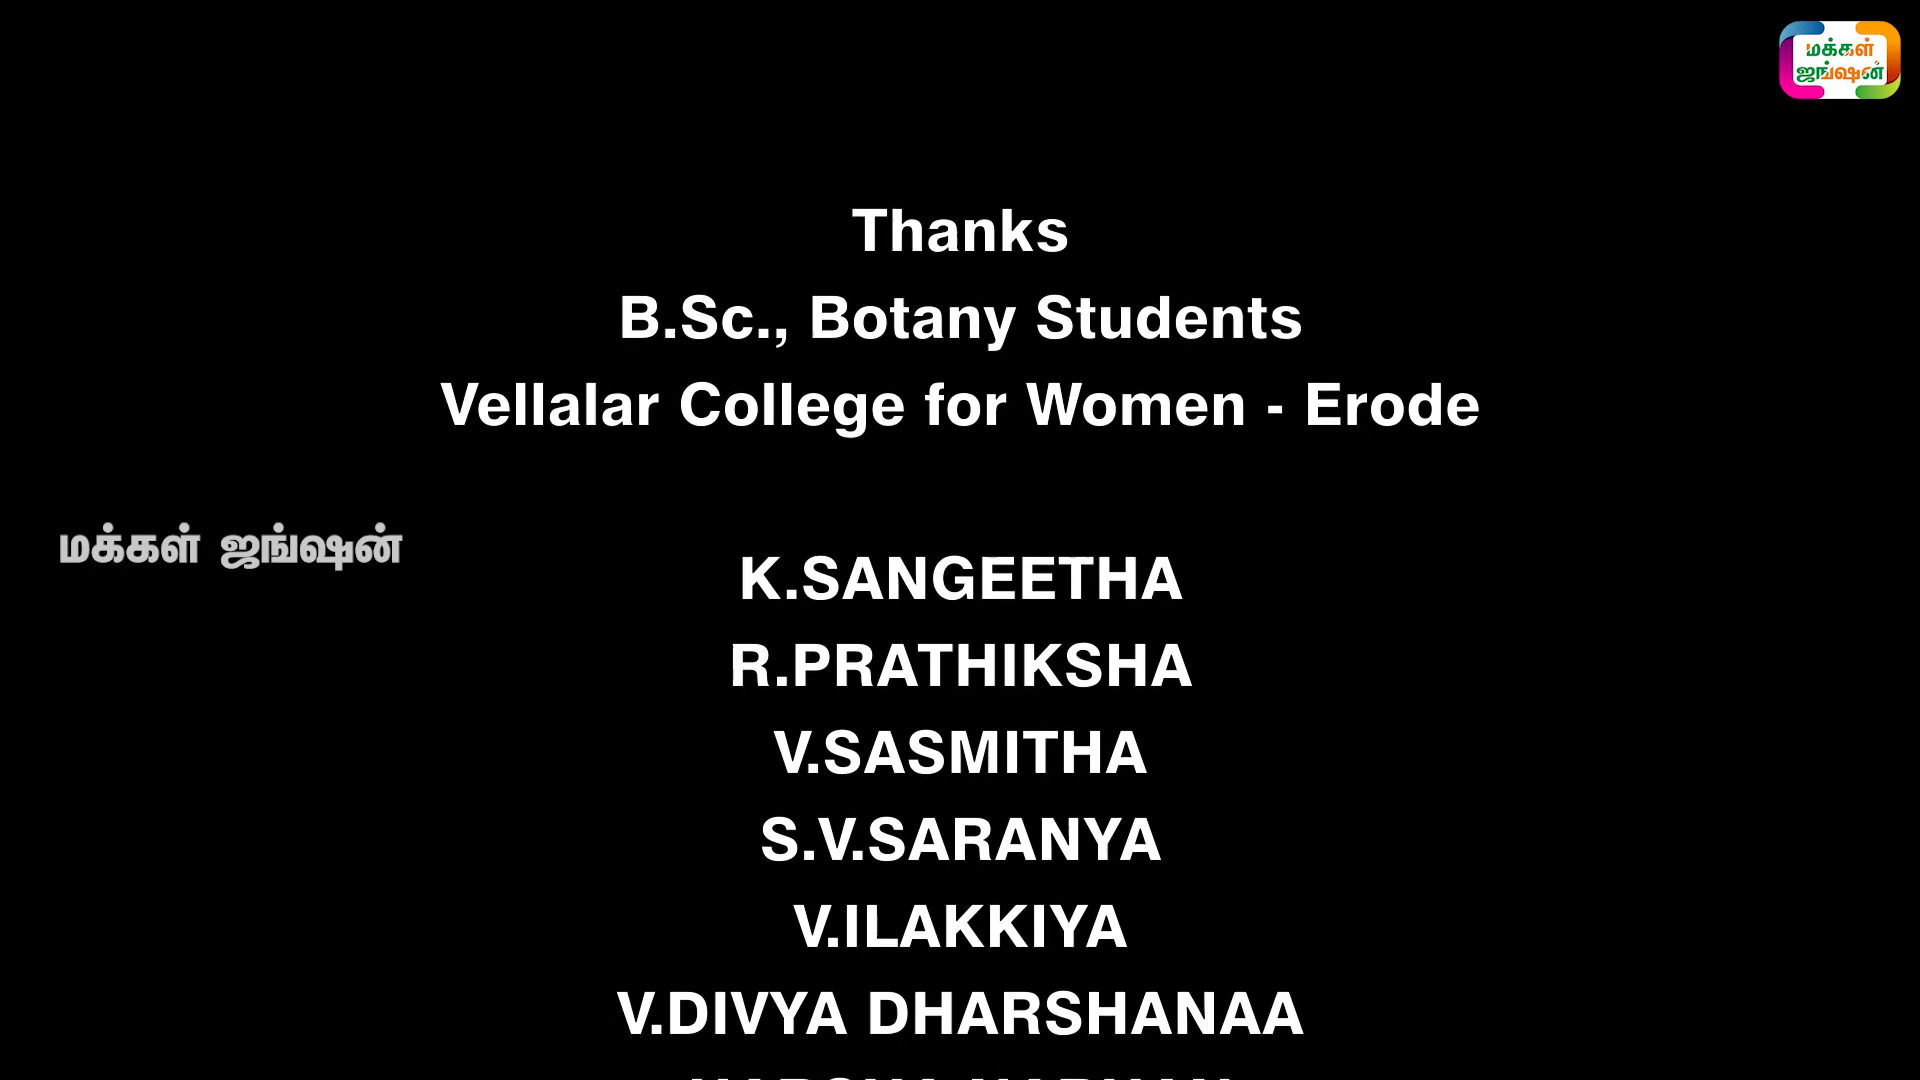 மக்கள்
ஜங்ஷன்
Thanks
B.Sc., Botany Students
Vellalar College for Women - Erode
மக்கள் ஜங்ஷன்
K.SANGEETHA
R.PRATHIKSHA
V.SASMITHA
S.V.SARANYA
V.ILAKKIYA
V.DIVYA DHARSHANAA